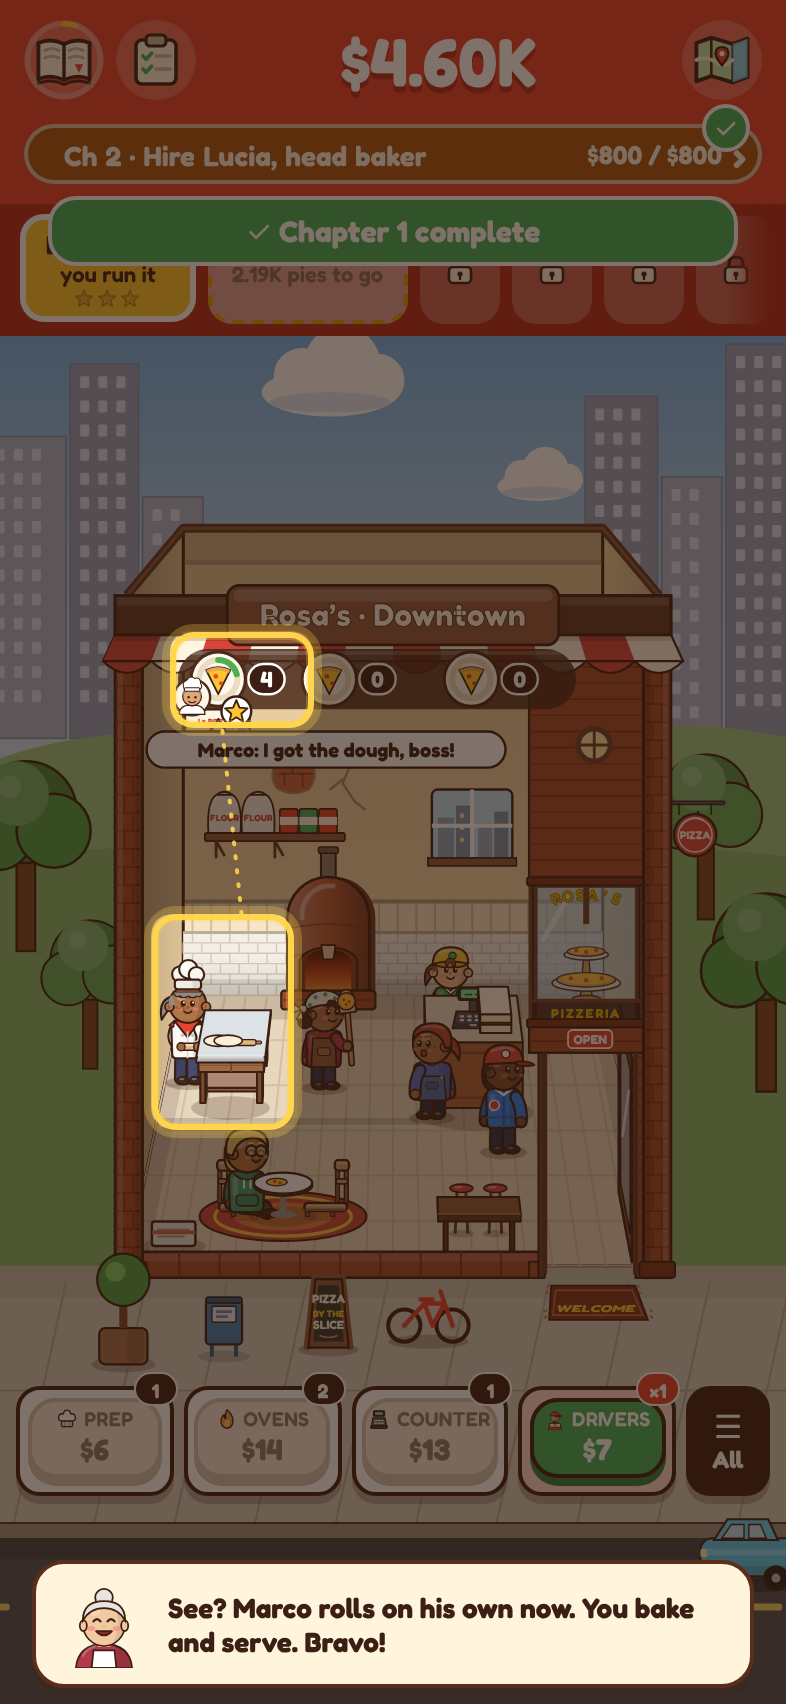 $4.60K
Ch 2 · Hire Lucia, head baker
$800 / $800
Chapter 1 complete
you run it
2.19K pies to go
Rosa's · Downtown
4
0
0
Marco: I got the dough, boss!
FLOUR
FLOUR
PIZZA
ROSA'S
PIZZERIA
OPEN
PIZZA
BY THE
SLICE
WELCOME
1
2
1
x1
PREP
$6
OVENS
$14
COUNTER
$13
DRIVERS
$7
All
See? Marco rolls on his own now. You bake
and serve. Bravo!